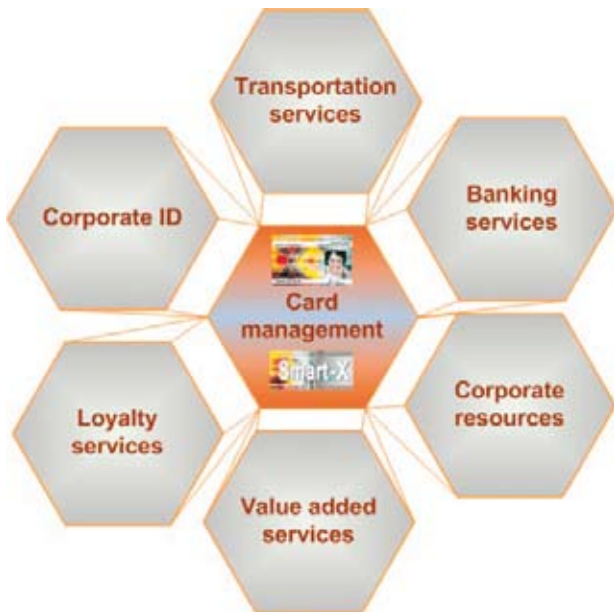 Transportation
services
Corporate ID
Banking
services
Card
management
Smart-X
Loyalty
services
Corporate
resources
Value added
services